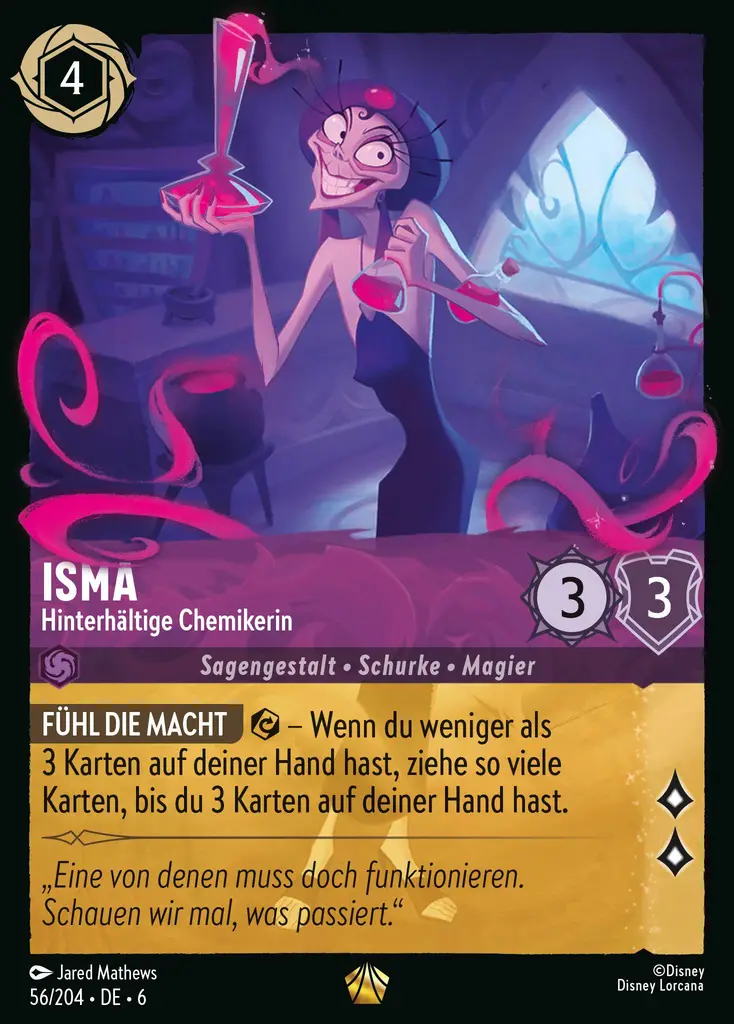 4
ISMA
Hinterhältige Chemikerin
3
3
Sagengestalt • Schurke • Magier
FÜHL DIE MACHT – Wenn du weniger als
3 Karten auf deiner Hand hast, ziehe so viele
Karten, bis du 3 Karten auf deiner Hand hast.
„Eine von denen muss doch funktionieren.
Schauen wir mal, was passiert.“
Jared Mathews
©Disney
56/204 • DE • 6
Disney Lorcana